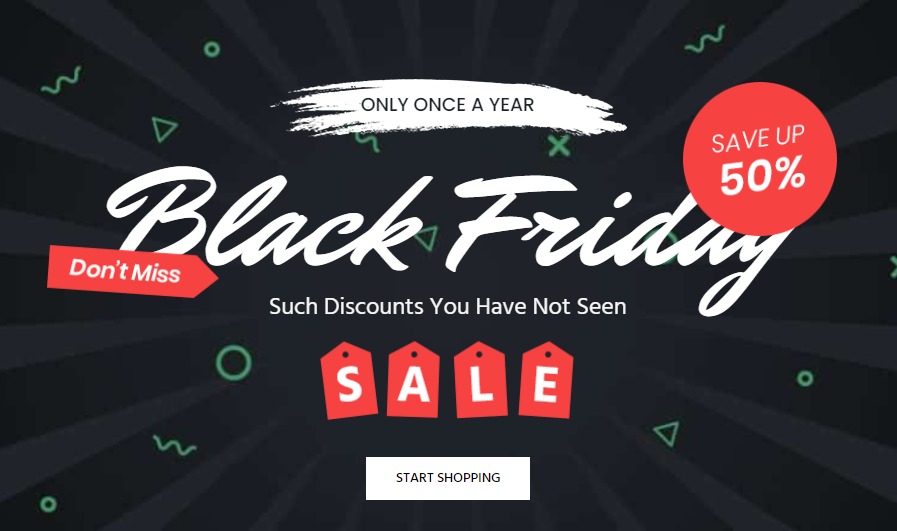 ONLY ONCE A YEAR
SAVE UP
50%
Black Friday
Don't Miss
Such Discounts You Have Not Seen
SALE
START SHOPPING